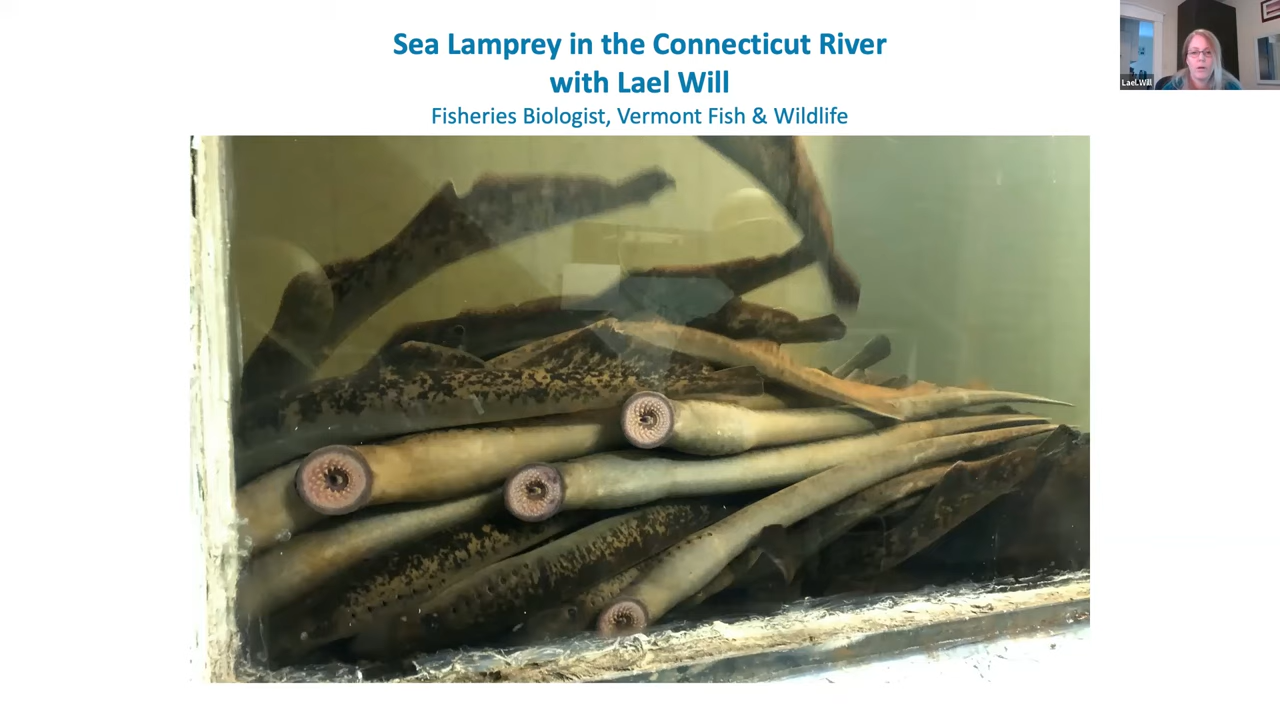 Sea Lamprey in the Connecticut River
with Lael Will
Fisheries Biologist, Vermont Fish & Wildlife
Lael.Will